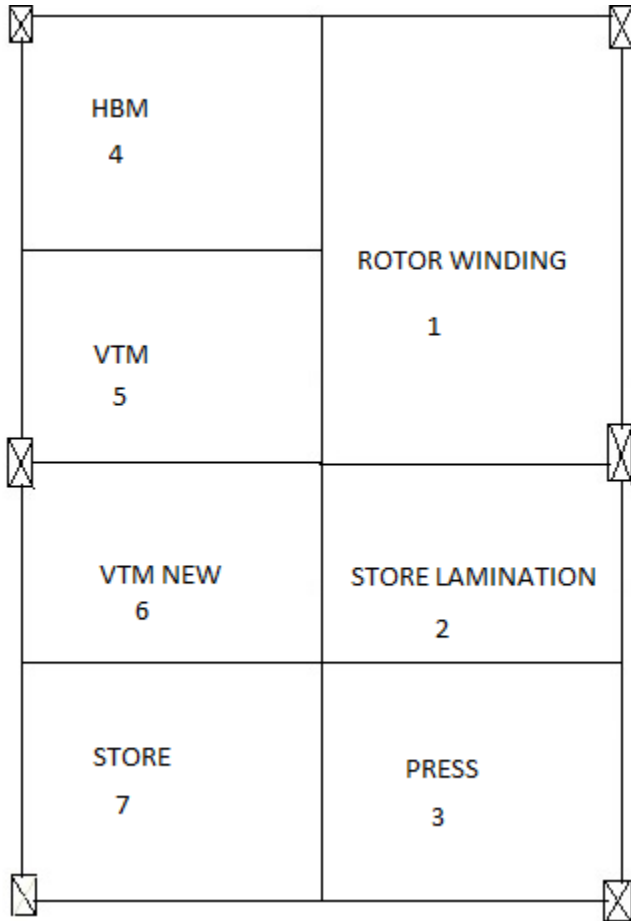 HBM
4
ROTOR WINDING
1
VTM
5
VTM NEW
6
STORE LAMINATION
2
STORE
7
PRESS
3